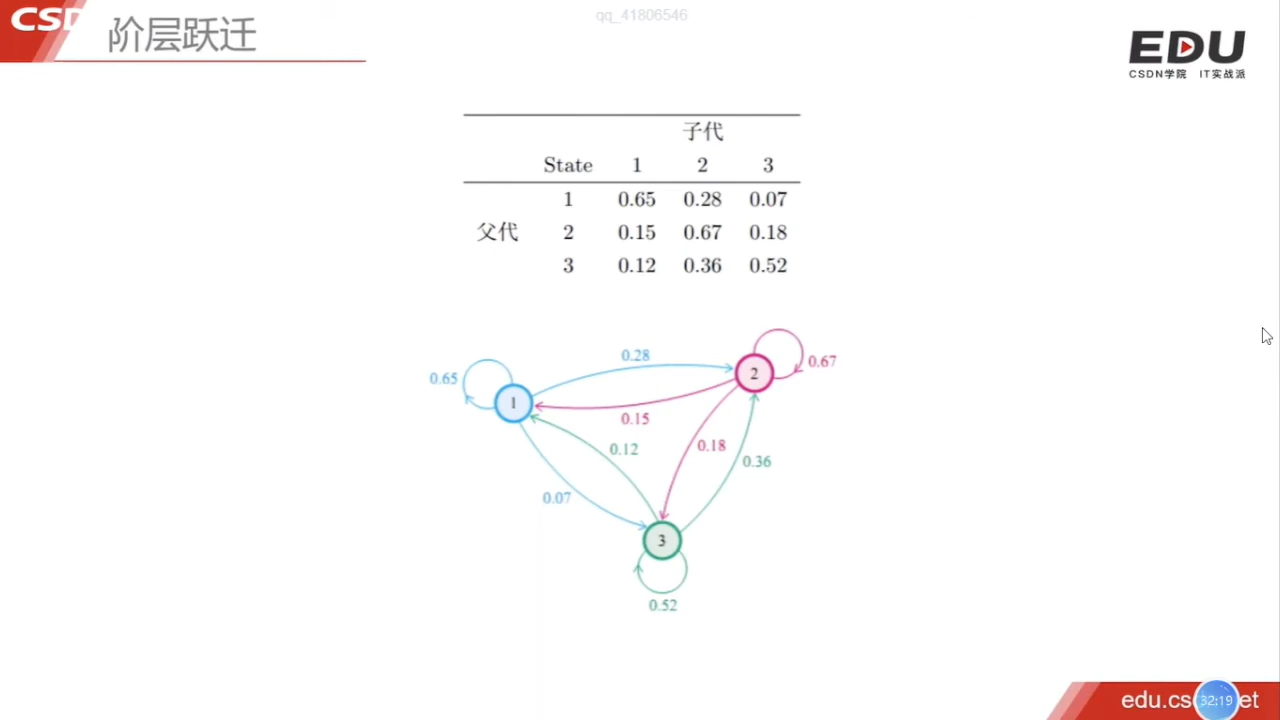 CSD
qq_41806546
阶层跃迁
EDU
CSDN学院 IT实战派
子代
State 1 2 3
1 0.65 0.28 0.07
父代 2 0.15 0.67 0.18
3 0.12 0.36 0.52
0.28
0.67
0.65
1
2
0.15
0.12
0.18
0.36
0.07
3
0.52
edu.cs
32:19
et